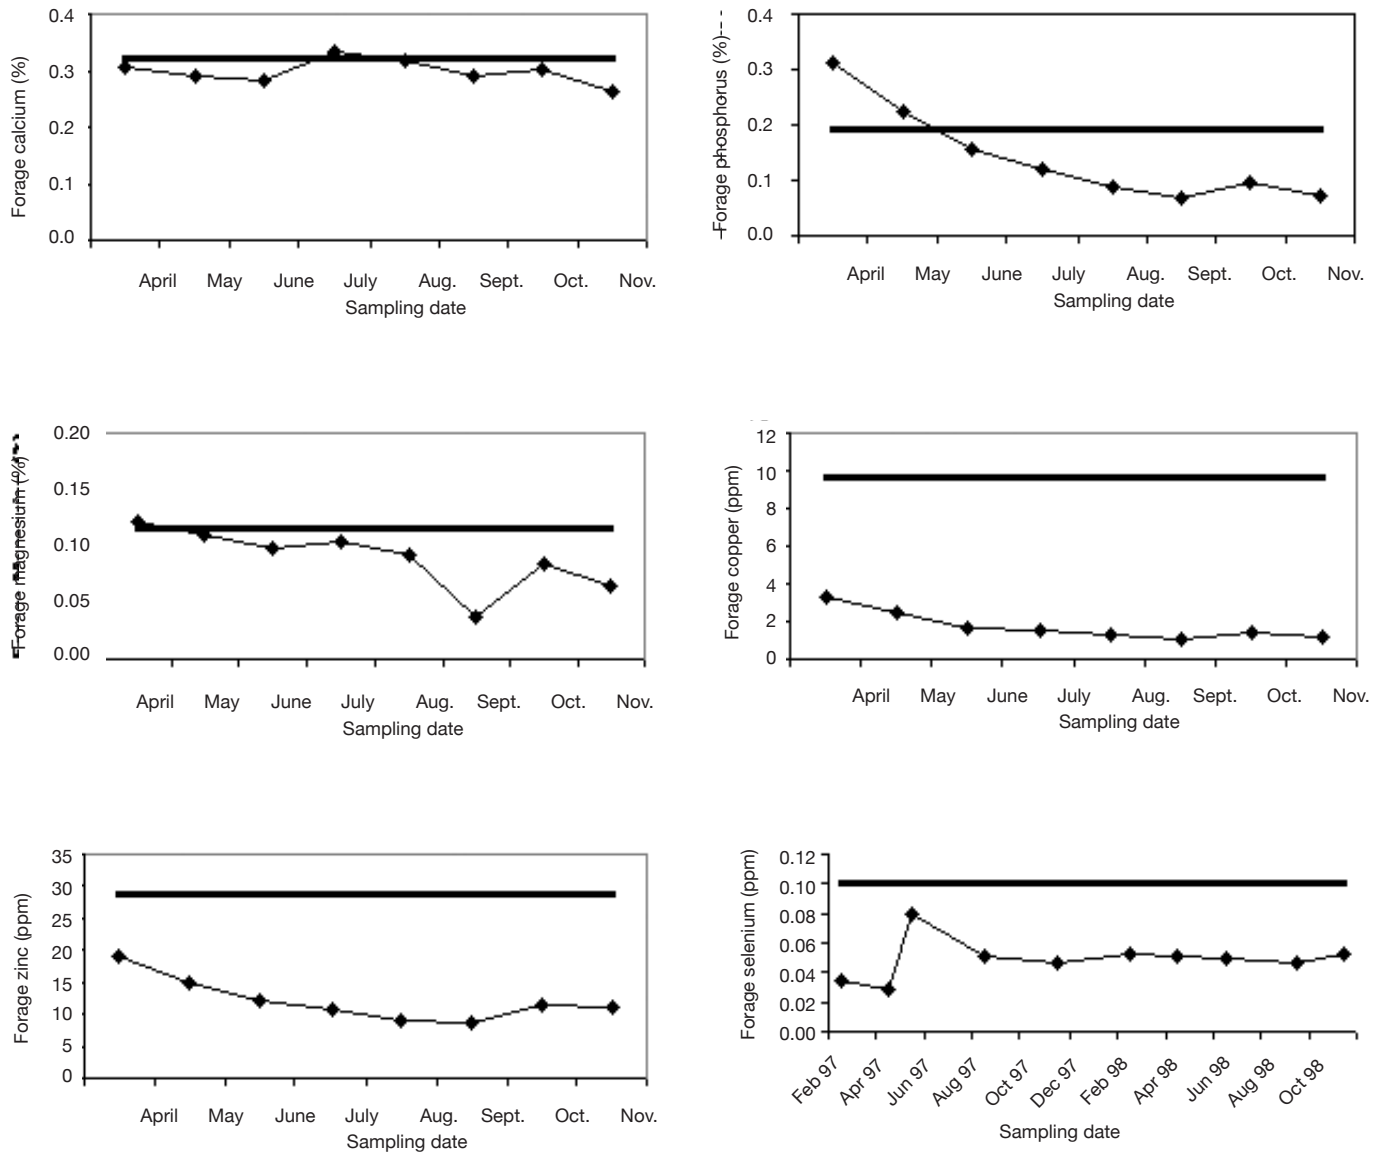 0.4
0.3
0.2
0.1
0.0
Forage calcium (%)
April May June July Aug. Sept. Oct. Nov.
Sampling date
0.4
0.3
0.2
0.1
0.0
Forage phosphorus (%)
April May June July Aug. Sept. Oct. Nov.
Sampling date
0.20
0.15
0.10
0.05
0.00
Forage magnesium (%)
April May June July Aug. Sept. Oct. Nov.
Sampling date
12
10
8
6
4
2
0
Forage copper (ppm)
April May June July Aug. Sept. Oct. Nov.
Sampling date
35
30
25
20
15
10
5
0
Forage zinc (ppm)
April May June July Aug. Sept. Oct. Nov.
Sampling date
0.12
0.10
0.08
0.06
0.04
0.02
0.00
Forage selenium (ppm)
Feb 97 Apr 97 Jun 97 Aug 97 Oct 97 Dec 97 Feb 98 Apr 98 Jun 98 Aug 98 Oct 98
Sampling date